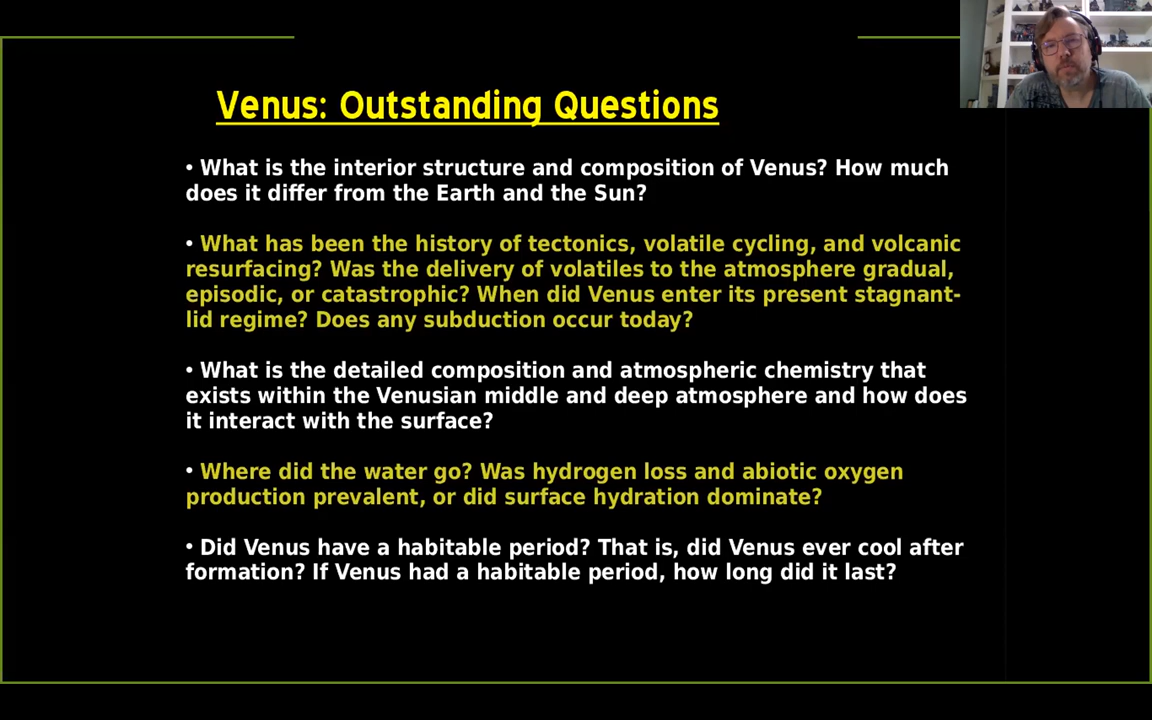 Venus: Outstanding Questions
• What is the interior structure and composition of Venus? How much
does it differ from the Earth and the Sun?
• What has been the history of tectonics, volatile cycling, and volcanic
resurfacing? Was the delivery of volatiles to the atmosphere gradual,
episodic, or catastrophic? When did Venus enter its present stagnant-
lid regime? Does any subduction occur today?
• What is the detailed composition and atmospheric chemistry that
exists within the Venusian middle and deep atmosphere and how does
it interact with the surface?
• Where did the water go? Was hydrogen loss and abiotic oxygen
production prevalent, or did surface hydration dominate?
• Did Venus have a habitable period? That is, did Venus ever cool after
formation? If Venus had a habitable period, how long did it last?